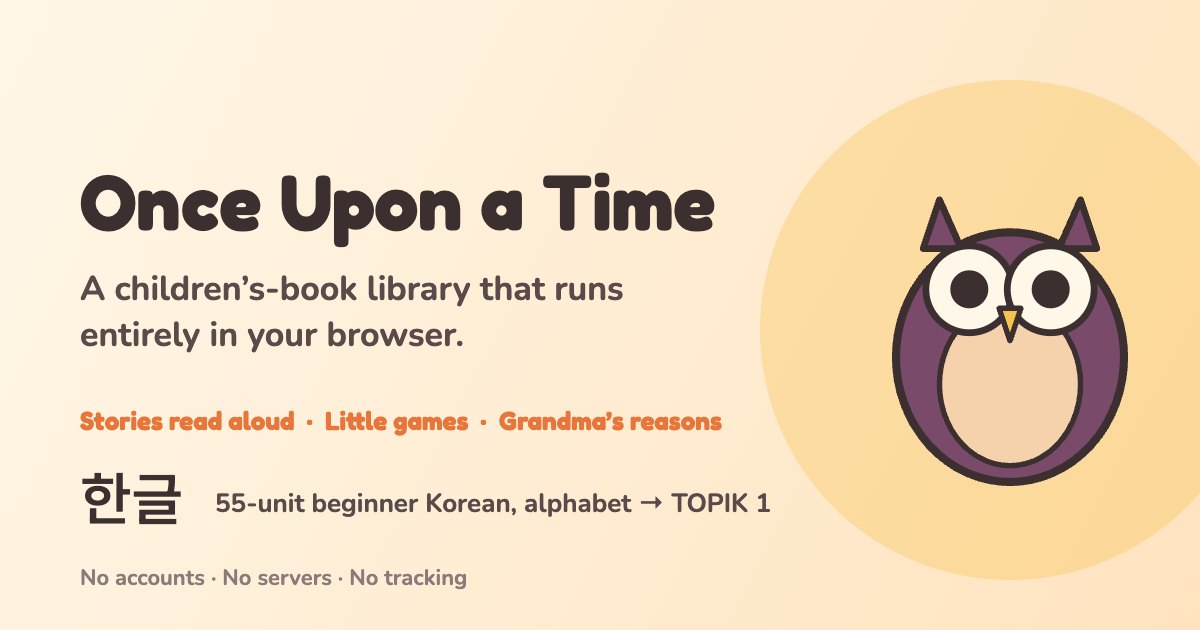 Once Upon a Time
A children’s-book library that runs
entirely in your browser.
Stories read aloud · Little games · Grandma’s reasons
한글 55-unit beginner Korean, alphabet → TOPIK 1
No accounts · No servers · No tracking